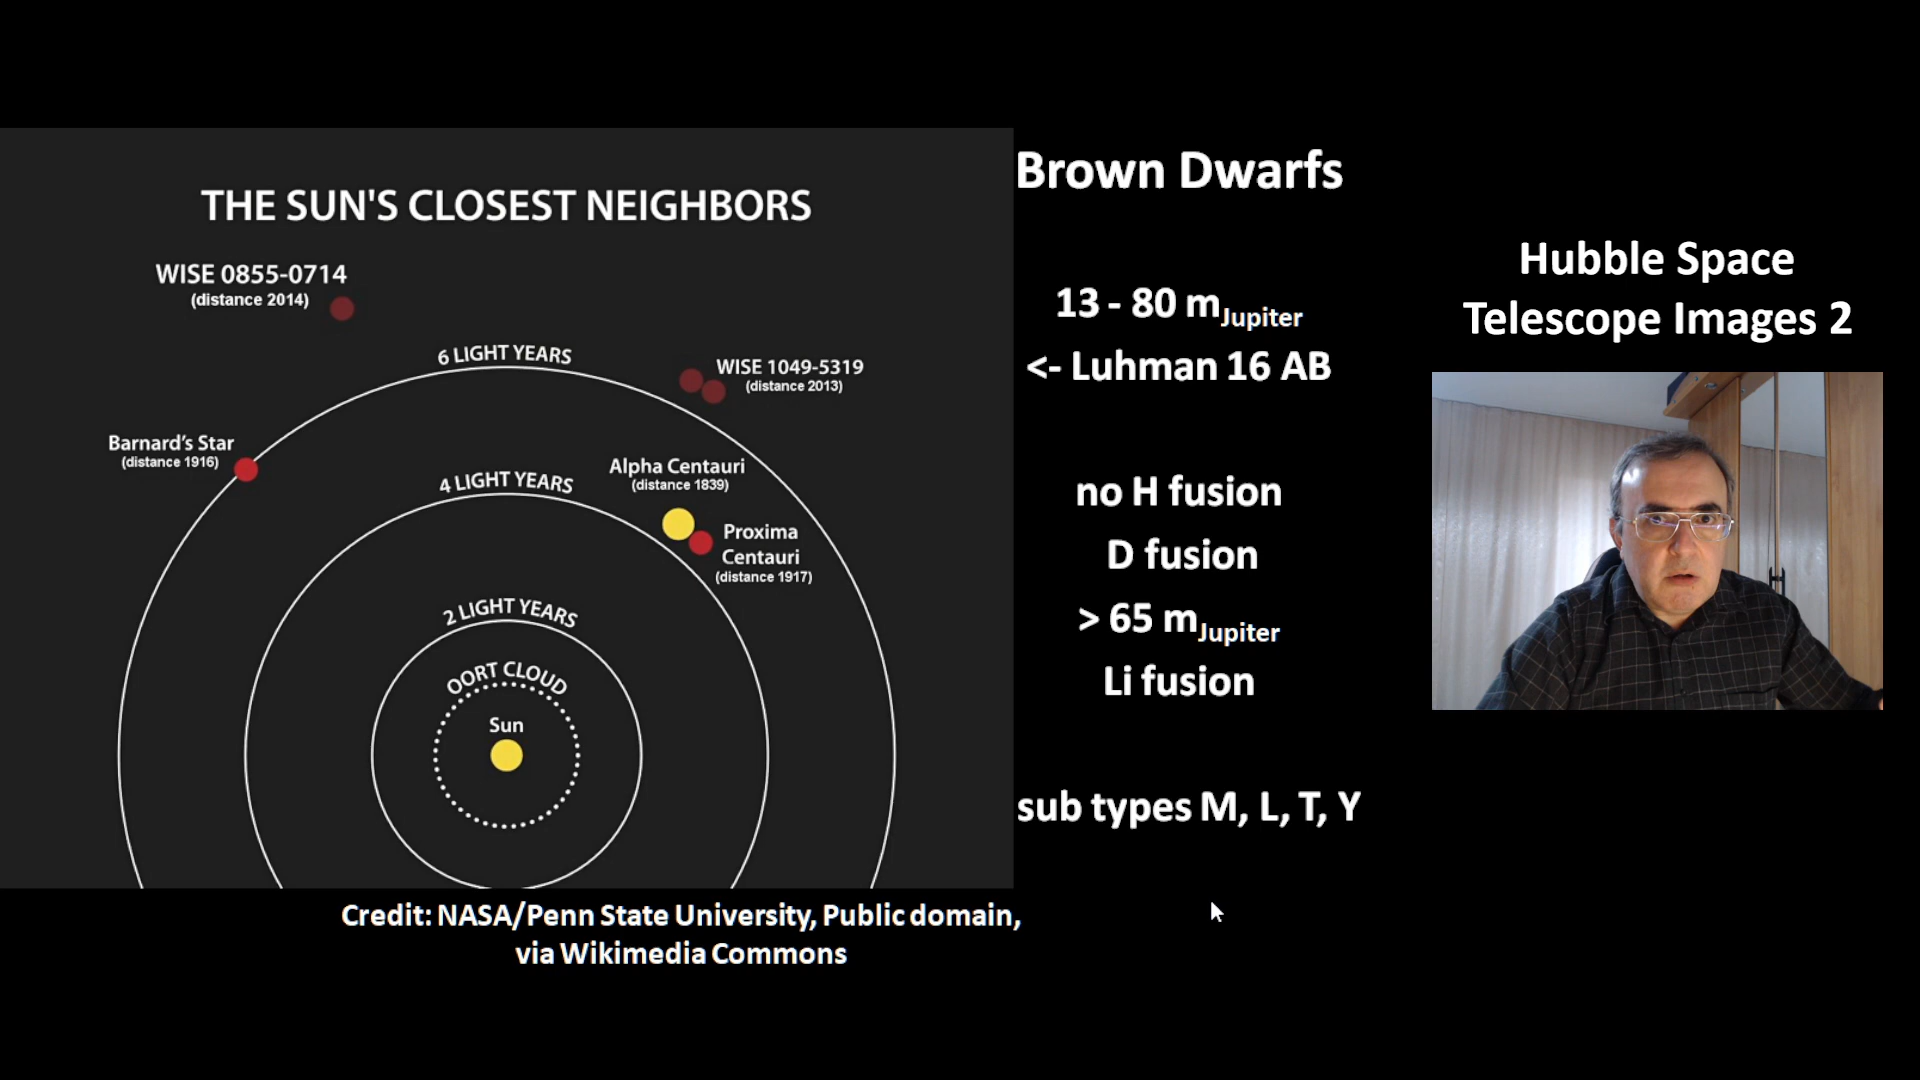 THE SUN'S CLOSEST NEIGHBORS
WISE 0855-0714
(distance 2014)
6 LIGHT YEARS
WISE 1049-5319
(distance 2013)
Barnard's Star
(distance 1916)
Alpha Centauri
(distance 1839)
4 LIGHT YEARS
Proxima
Centauri
(distance 1917)
2 LIGHT YEARS
OORT CLOUD
Sun
Credit: NASA/Penn State University, Public domain,
via Wikimedia Commons
Brown Dwarfs
13 - 80 mJupiter
<- Luhman 16 AB
no H fusion
D fusion
> 65 mJupiter
Li fusion
sub types M, L, T, Y
Hubble Space
Telescope Images 2